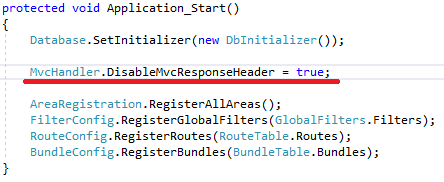 protected void Application_Start()
{
Database.SetInitializer(new DbInitializer());
MvcHandler.DisableMvcResponseHeader = true;
AreaRegistration.RegisterAllAreas();
FilterConfig.RegisterGlobalFilters(GlobalFilters.Filters);
RouteConfig.RegisterRoutes(RouteTable.Routes);
BundleConfig.RegisterBundles(BundleTable.Bundles);
}